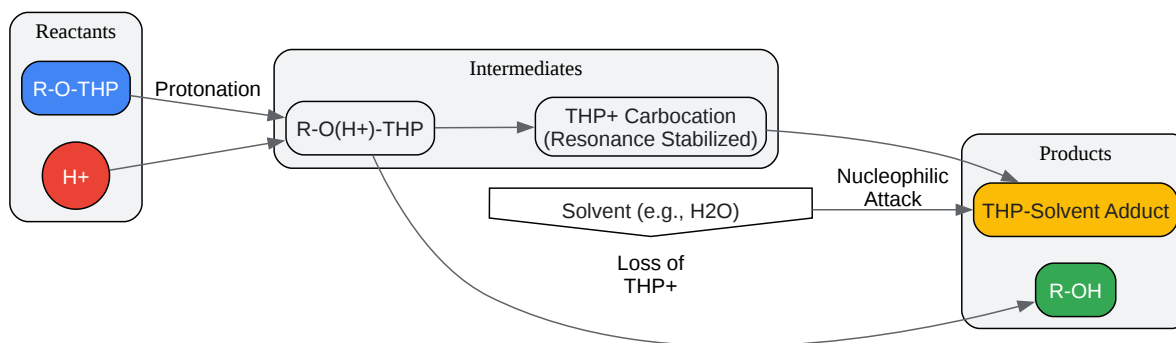 Reactants
R-O-THP
H+
Protonation
Intermediates
R-O(H+)-THP
THP+ Carbocation
(Resonance Stabilized)
Solvent (e.g., H2O)
Loss of
THP+
Nucleophilic
Attack
Products
THP-Solvent Adduct
R-OH